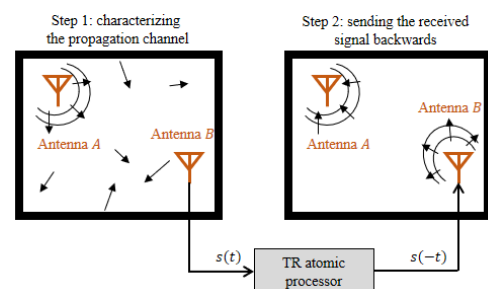 Step 1: characterizing
the propagation channel
Step 2: sending the received
signal backwards
Antenna A
Antenna B
Antenna A
Antenna B
s(t)
TR atomic
processor
s(−t)